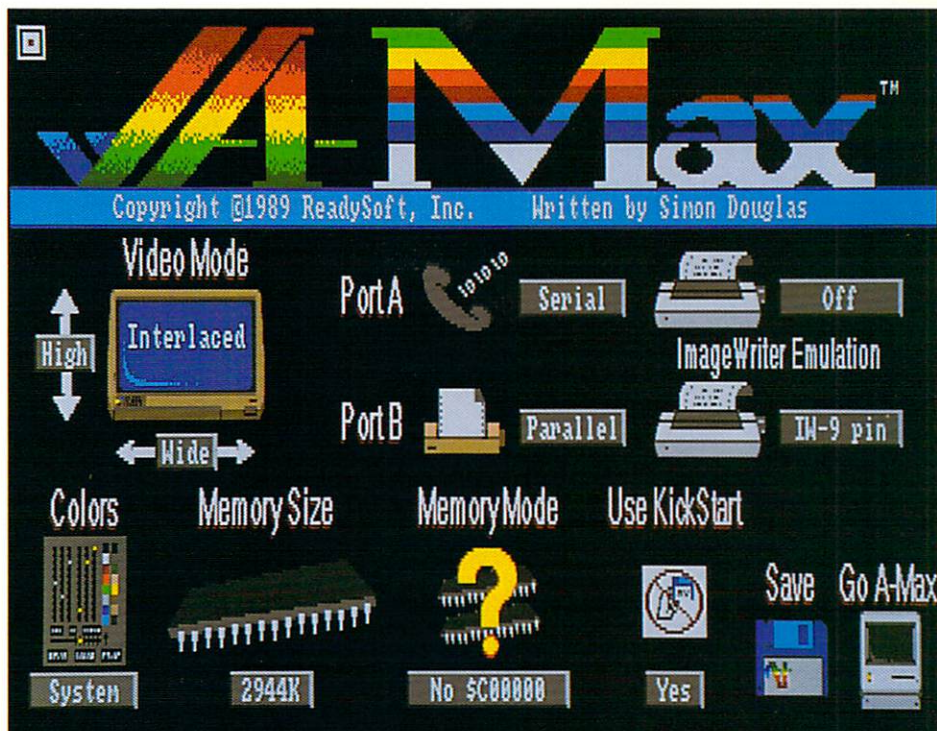 A-Max™
Copyright ©1989 ReadySoft, Inc. Written by Simon Douglas
Video Mode
High
Interlaced
Wide
Port A
Serial
Off
ImageWriter Emulation
Port B
Parallel
IW-9 pin
Colors
Memory Size
Memory Mode
Use KickStart
Save
Go A-Max
System
2944K
No $C00000
Yes